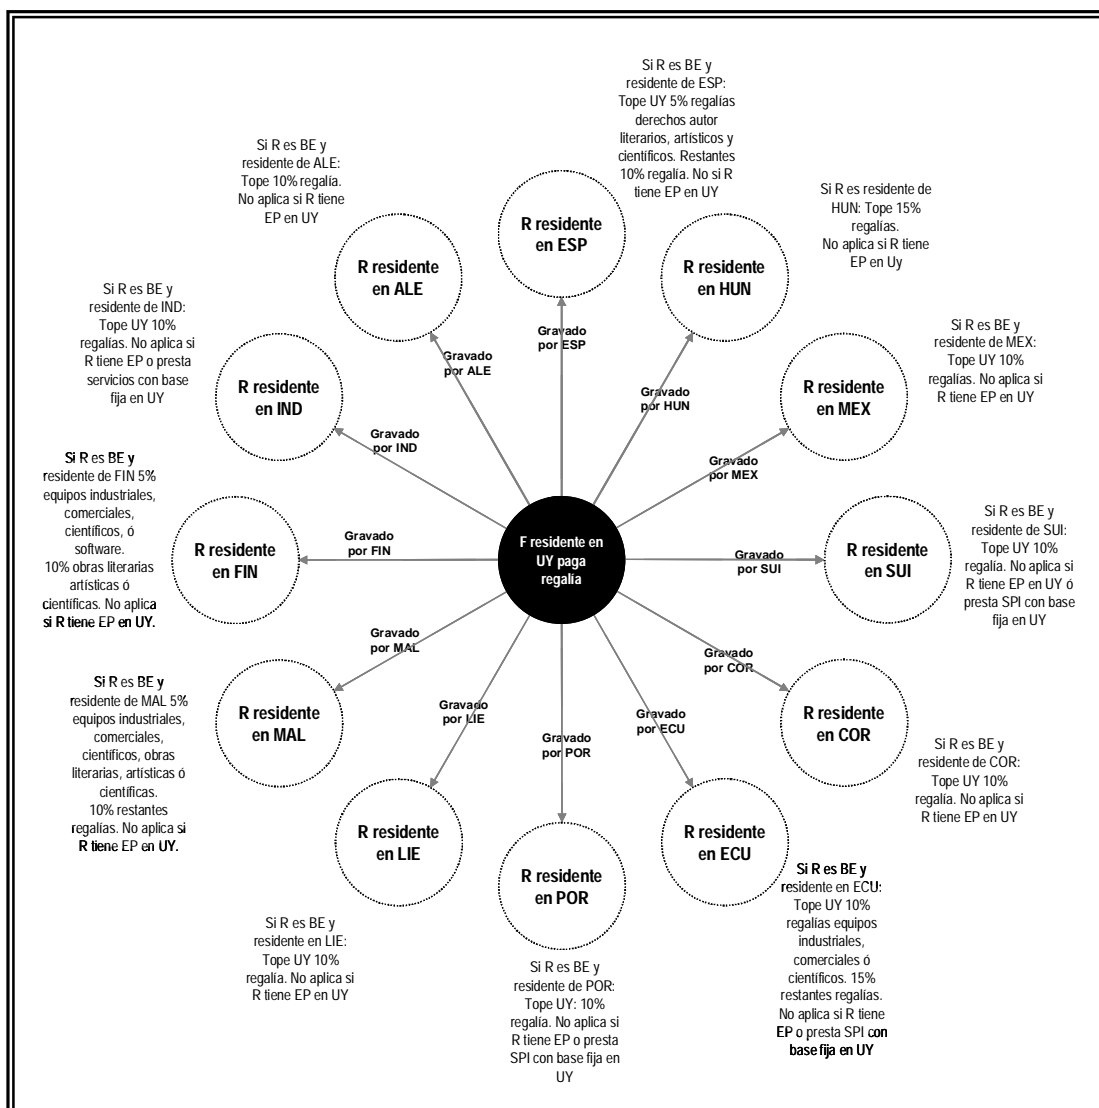 Si R es BE y
residente de ESP:
Tope UY 5% regalías
derechos autor
literarios, artísticos y
científicos. Restantes
10% regalía. No si R
tiene EP en UY
R residente
en ESP
Gravado
por ESP
Si R es residente de
HUN: Tope 15%
regalías.
No aplica si R tiene
EP en Uy
R residente
en HUN
Gravado
por HUN
Si R es BE y
residente de MEX:
Tope UY 10%
regalías. No aplica si
R tiene EP en UY
R residente
en MEX
Gravado
por MEX
Si R es BE y
residente de SUI:
Tope UY 10%
regalía. No aplica si
R tiene EP en UY ó
presta SPI con base
fija en UY
R residente
en SUI
Gravado
por SUI
Si R es BE y
residente de COR:
Tope UY 10%
regalía. No aplica si
R tiene EP en UY
R residente
en COR
Gravado
por COR
Si R es BE y
residente en ECU:
Tope UY 10%
regalías equipos
industriales,
comerciales ó
científicos. 15%
restantes regalías.
No aplica si R tiene
EP o presta SPI con
base fija en UY
R residente
en ECU
Gravado
por ECU
Si R es BE y
residente de POR:
Tope UY: 10%
regalía. No aplica si
R tiene EP o presta
SPI con base fija en
UY
R residente
en POR
Gravado
por POR
Si R es BE y
residente en LIE:
Tope UY 10%
regalía. No aplica si
R tiene EP en UY
R residente
en LIE
Gravado
por LIE
Si R es BE y
residente de MAL 5%
equipos industriales,
comerciales,
científicos, obras
literarias, artísticas ó
científicas.
10% restantes
regalías. No aplica si
R tiene EP en UY.
R residente
en MAL
Gravado
por MAL
Si R es BE y
residente de FIN 5%
equipos industriales,
comerciales,
científicos, ó
software.
10% obras literarias
artísticas ó
científicas. No aplica
si R tiene EP en UY.
R residente
en FIN
Gravado
por FIN
Si R es BE y
residente de IND:
Tope UY 10%
regalías. No aplica si
R tiene EP o presta
servicios con base
fija en UY
R residente
en IND
Gravado
por IND
Si R es BE y
residente de ALE:
Tope 10% regalía.
No aplica si R tiene
EP en UY
R residente
en ALE
Gravado
por ALE
F residente en
UY paga
regalía